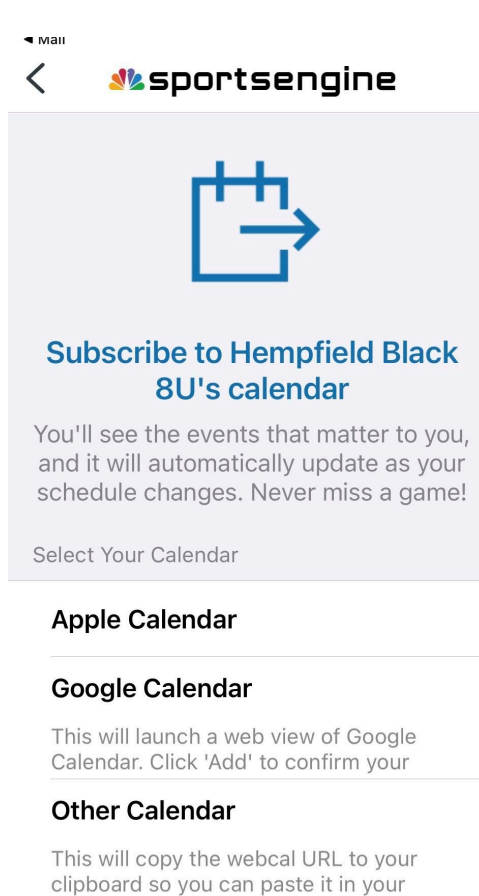 ◀ Mail
sportsengine
Subscribe to Hempfield Black
8U's calendar
You'll see the events that matter to you,
and it will automatically update as your
schedule changes. Never miss a game!
Select Your Calendar
Apple Calendar
Google Calendar
This will launch a web view of Google
Calendar. Click 'Add' to confirm your
Other Calendar
This will copy the webcal URL to your
clipboard so you can paste it in your